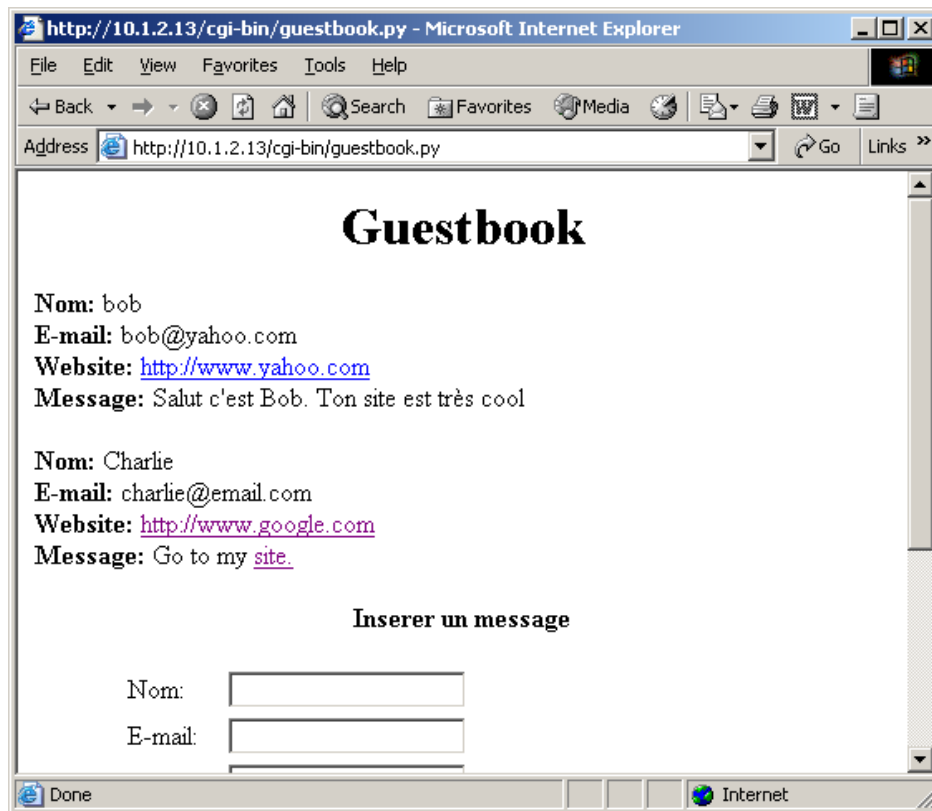 http://10.1.2.13/cgi-bin/guestbook.py - Microsoft Internet Explorer
File Edit View Favorites Tools Help
Back Search Favorites Media
Address http://10.1.2.13/cgi-bin/guestbook.py Go Links »
Guestbook
Nom: bob
E-mail: bob@yahoo.com
Website: http://www.yahoo.com
Message: Salut c'est Bob. Ton site est très cool
Nom: Charlie
E-mail: charlie@email.com
Website: http://www.google.com
Message: Go to my site.
Inserer un message
Nom:
E-mail:
Done Internet